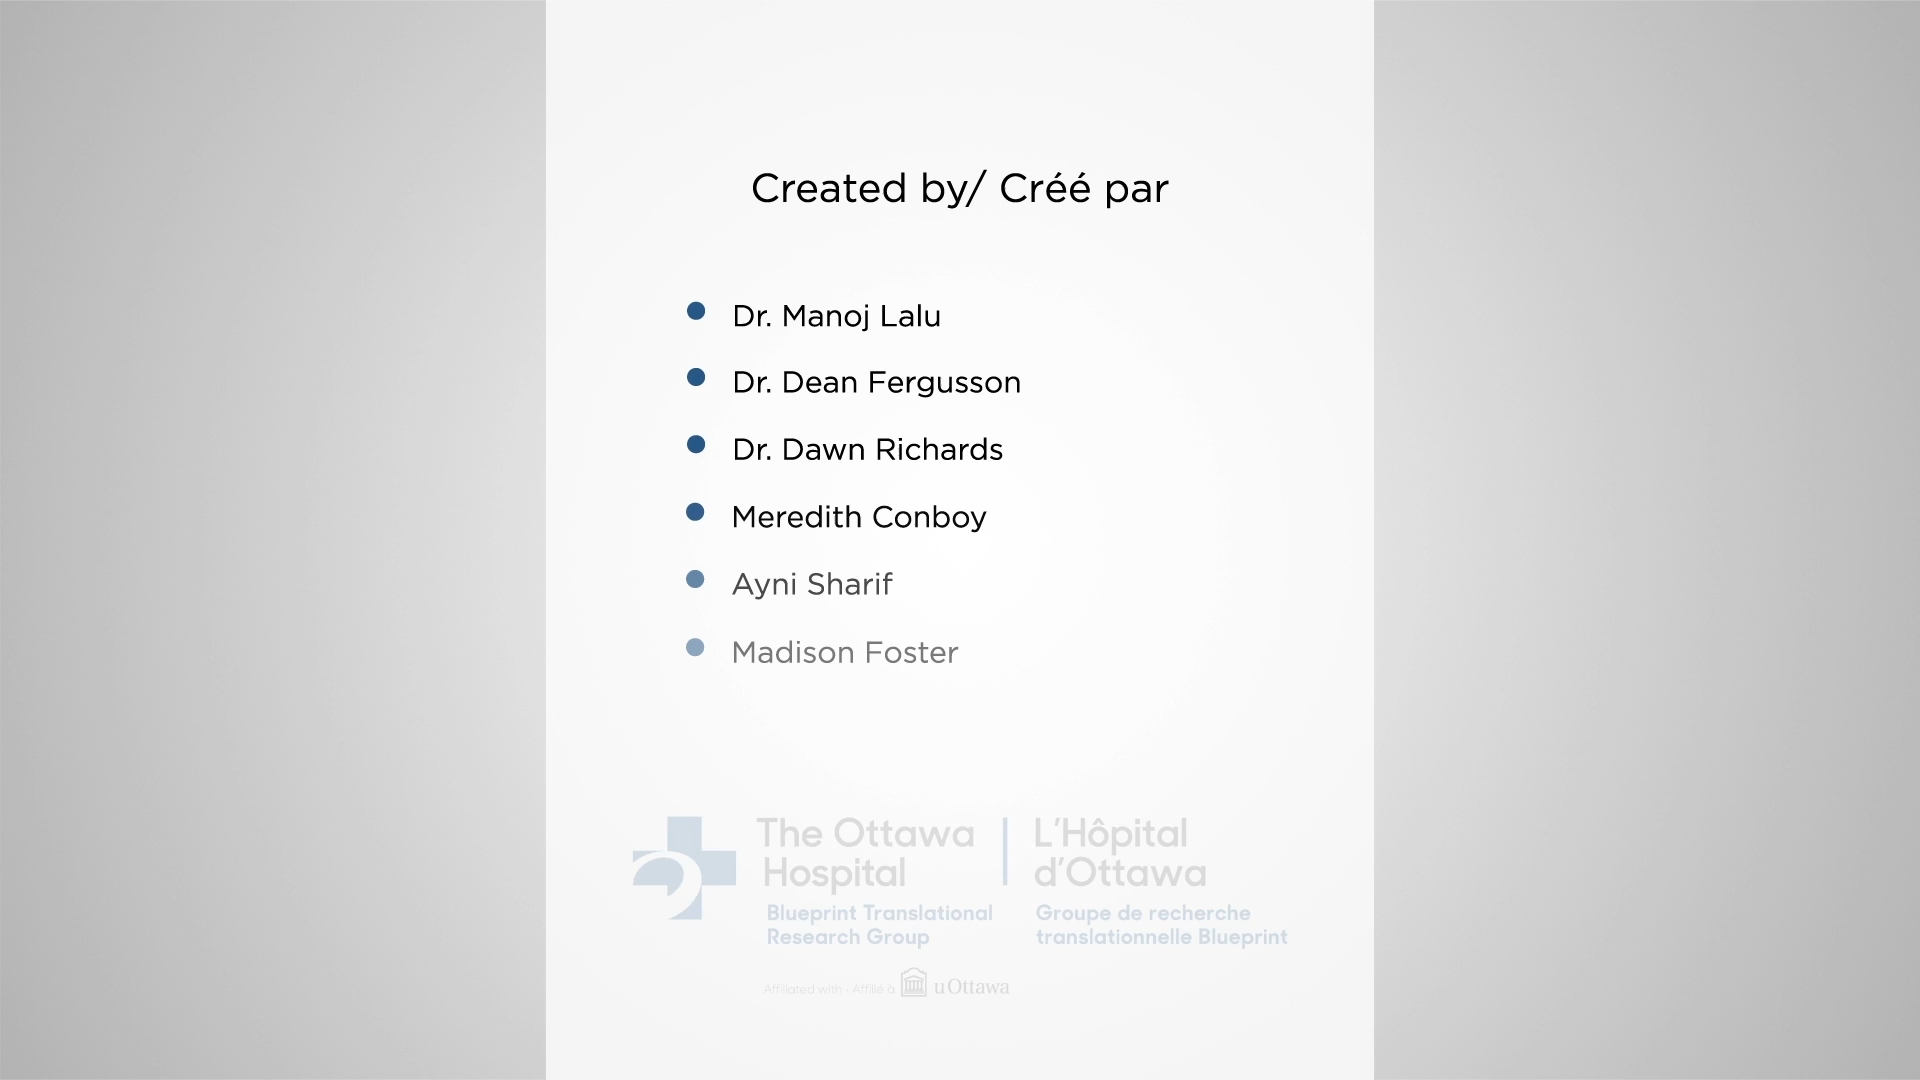 Created by/ Créé par
Dr. Manoj Lalu
Dr. Dean Fergusson
Dr. Dawn Richards
Meredith Conboy
Ayni Sharif
Madison Foster
The Ottawa
Hospital
Blueprint Translational
Research Group
L'Hôpital
d'Ottawa
Groupe de recherche
translationnelle Blueprint
Affiliated with · Affilié à uOttawa